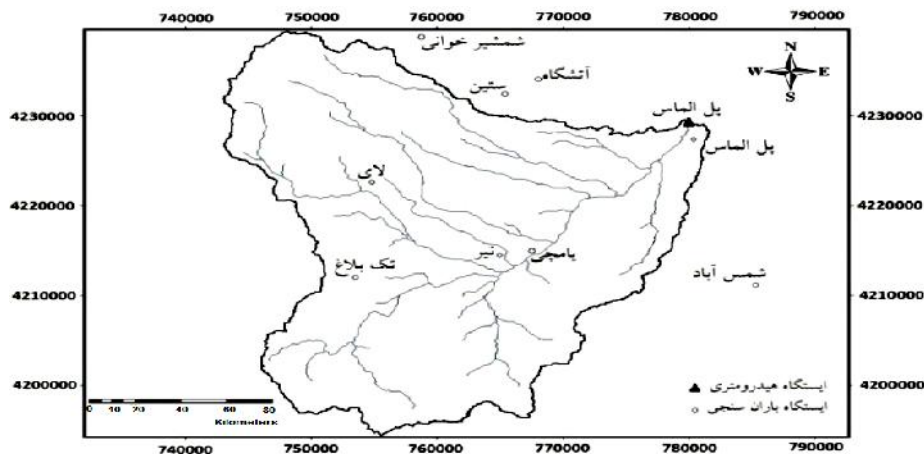 740000 750000 760000 770000 780000 790000
شمشیر خوانی
آتشگاه
ستین
N
W E
S
پل الماس
4230000 4230000
پل الماس
لای
4220000 4220000
یامچی
نیر
تک بلاغ
شمس آباد
4210000 4210000
ایستگاه هیدرومتری
4200000 4200000
ایستگاه باران سنجی
0 10 20 40 60 80
Kilometers
740000 750000 760000 770000 780000 790000